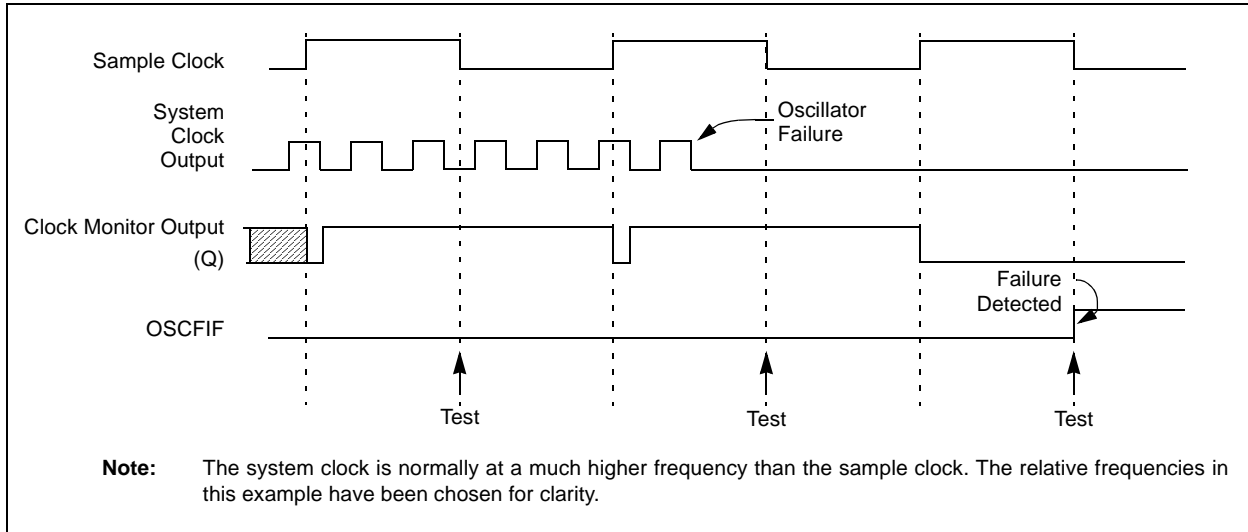 Sample Clock
System
Clock
Output
Oscillator
Failure
Clock Monitor Output
(Q)
Failure
Detected
OSCFIF
Test
Test
Test
Note: The system clock is normally at a much higher frequency than the sample clock. The relative frequencies in
this example have been chosen for clarity.